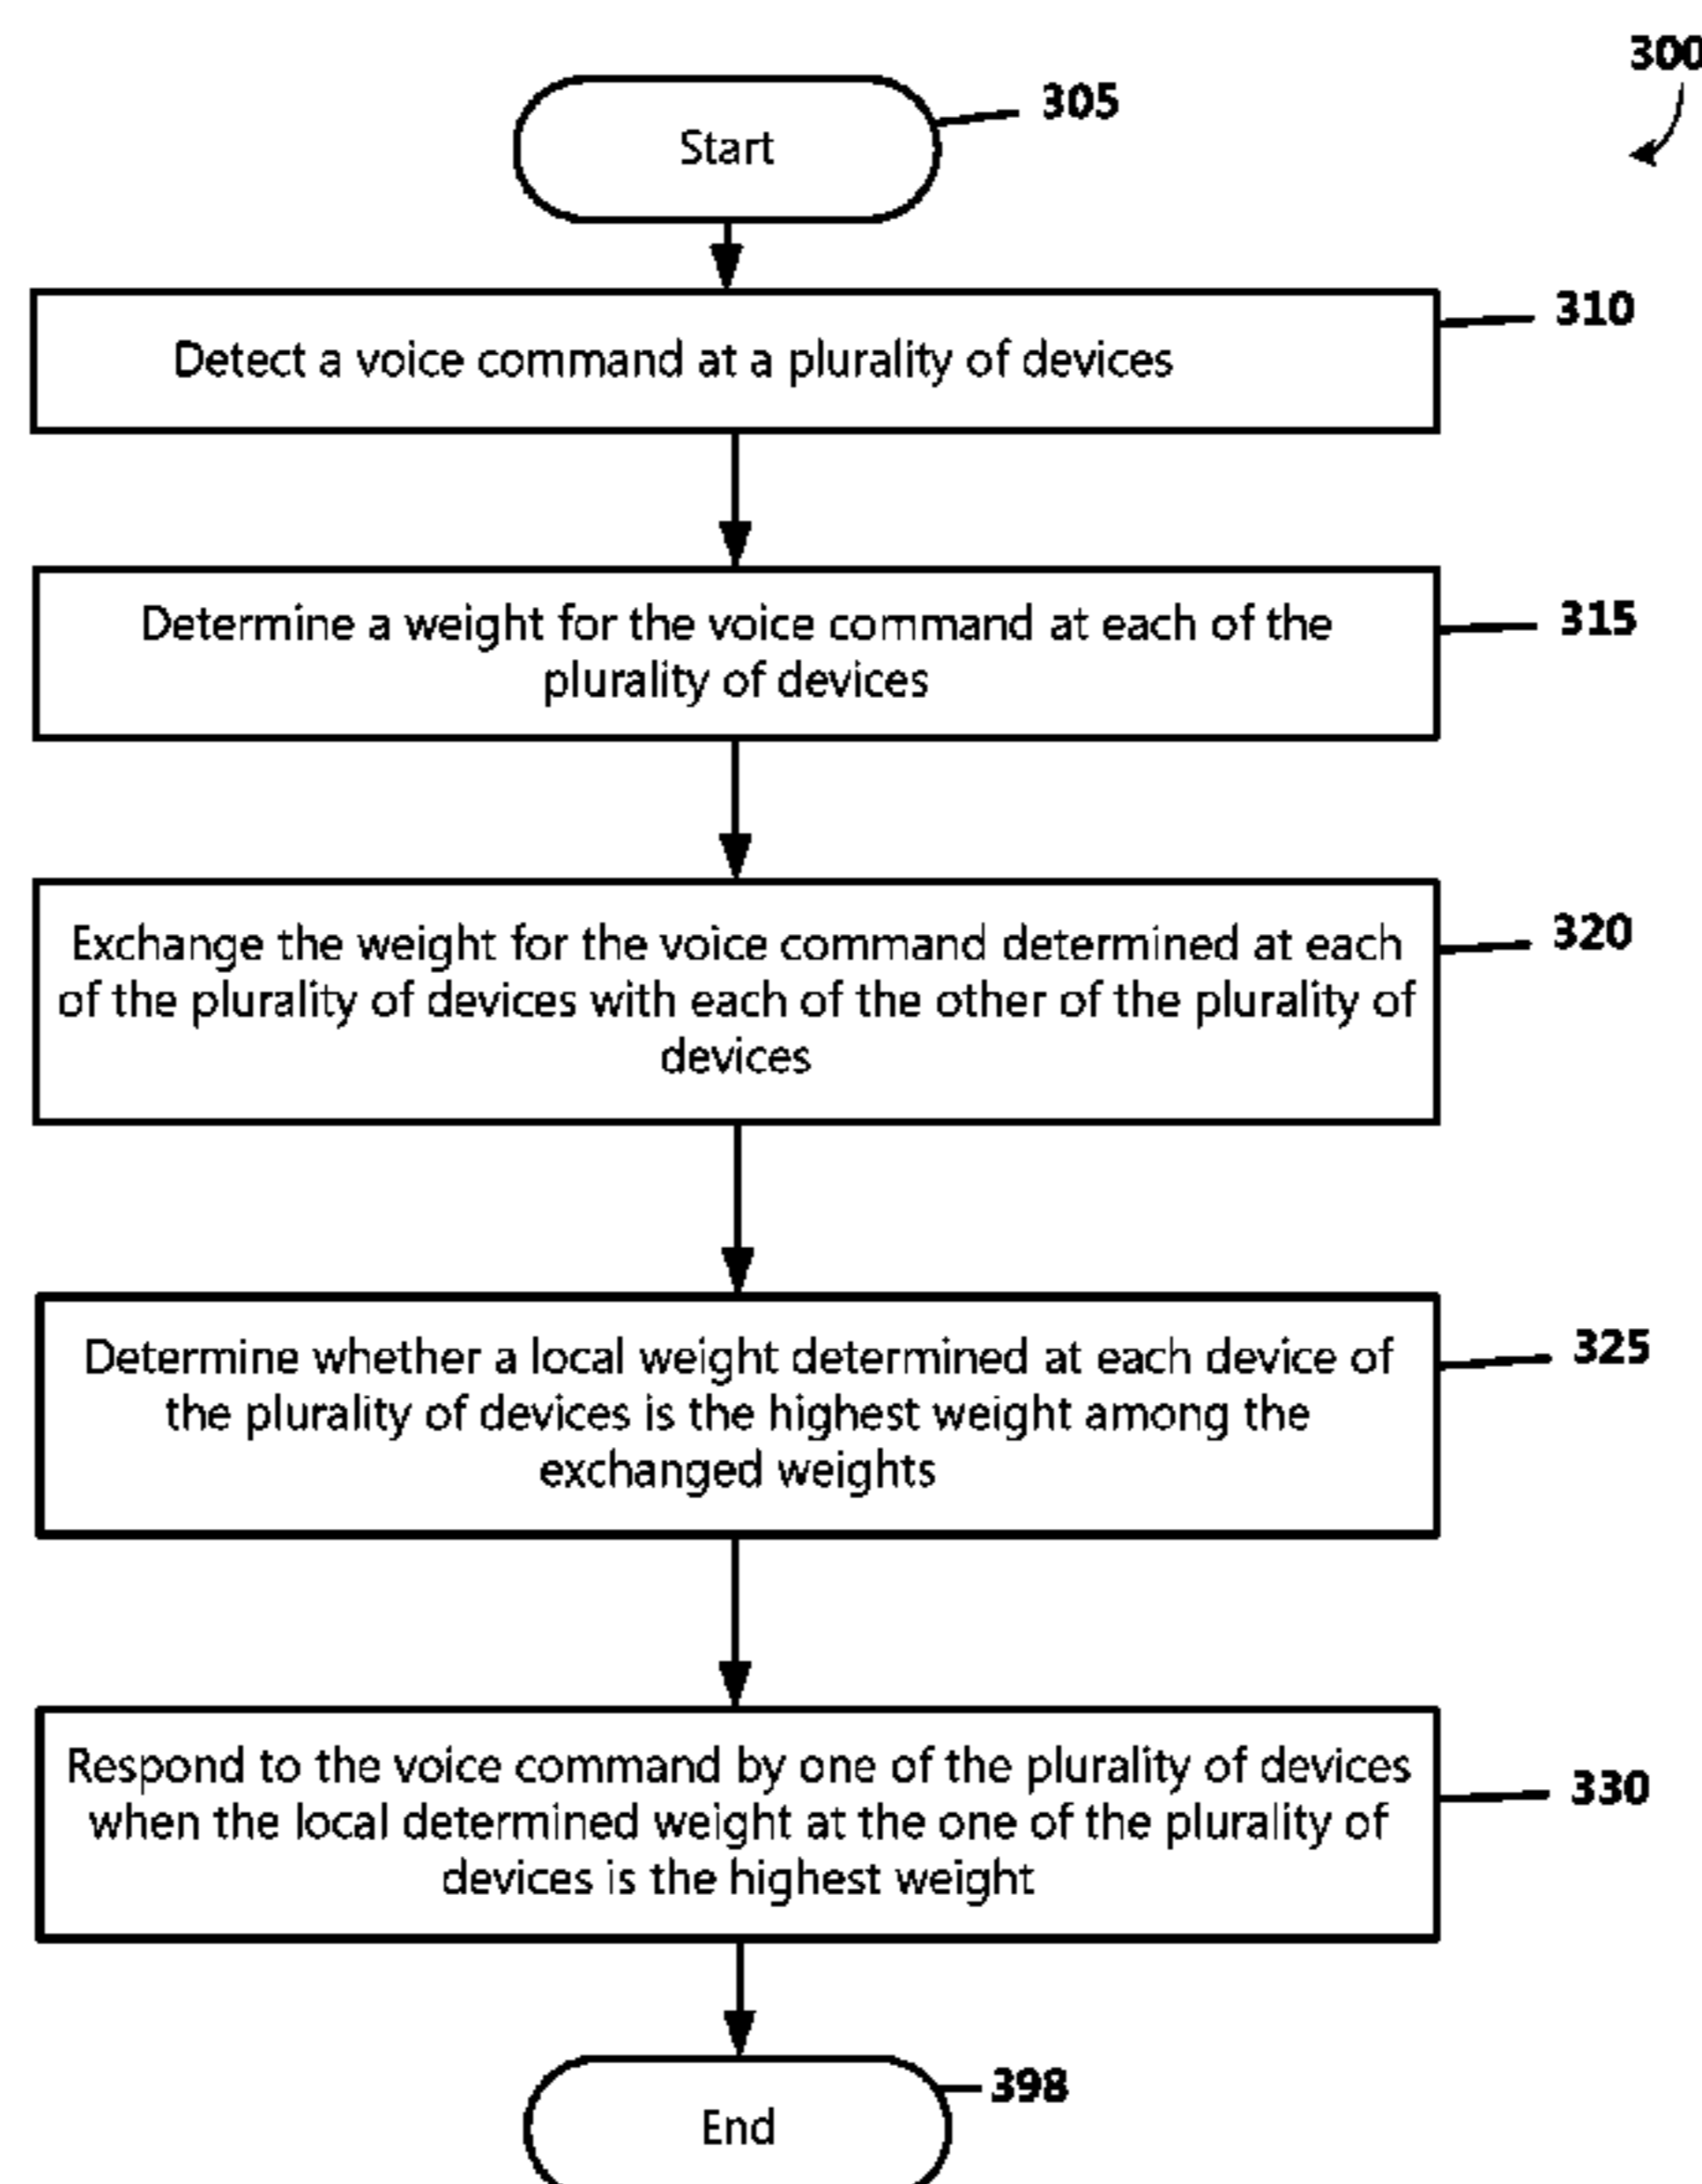 300
305
Start
310
Detect a voice command at a plurality of devices
315
Determine a weight for the voice command at each of the
plurality of devices
320
Exchange the weight for the voice command determined at each
of the plurality of devices with each of the other of the plurality of
devices
325
Determine whether a local weight determined at each device of
the plurality of devices is the highest weight among the
exchanged weights
330
Respond to the voice command by one of the plurality of devices
when the local determined weight at the one of the plurality of
devices is the highest weight
398
End